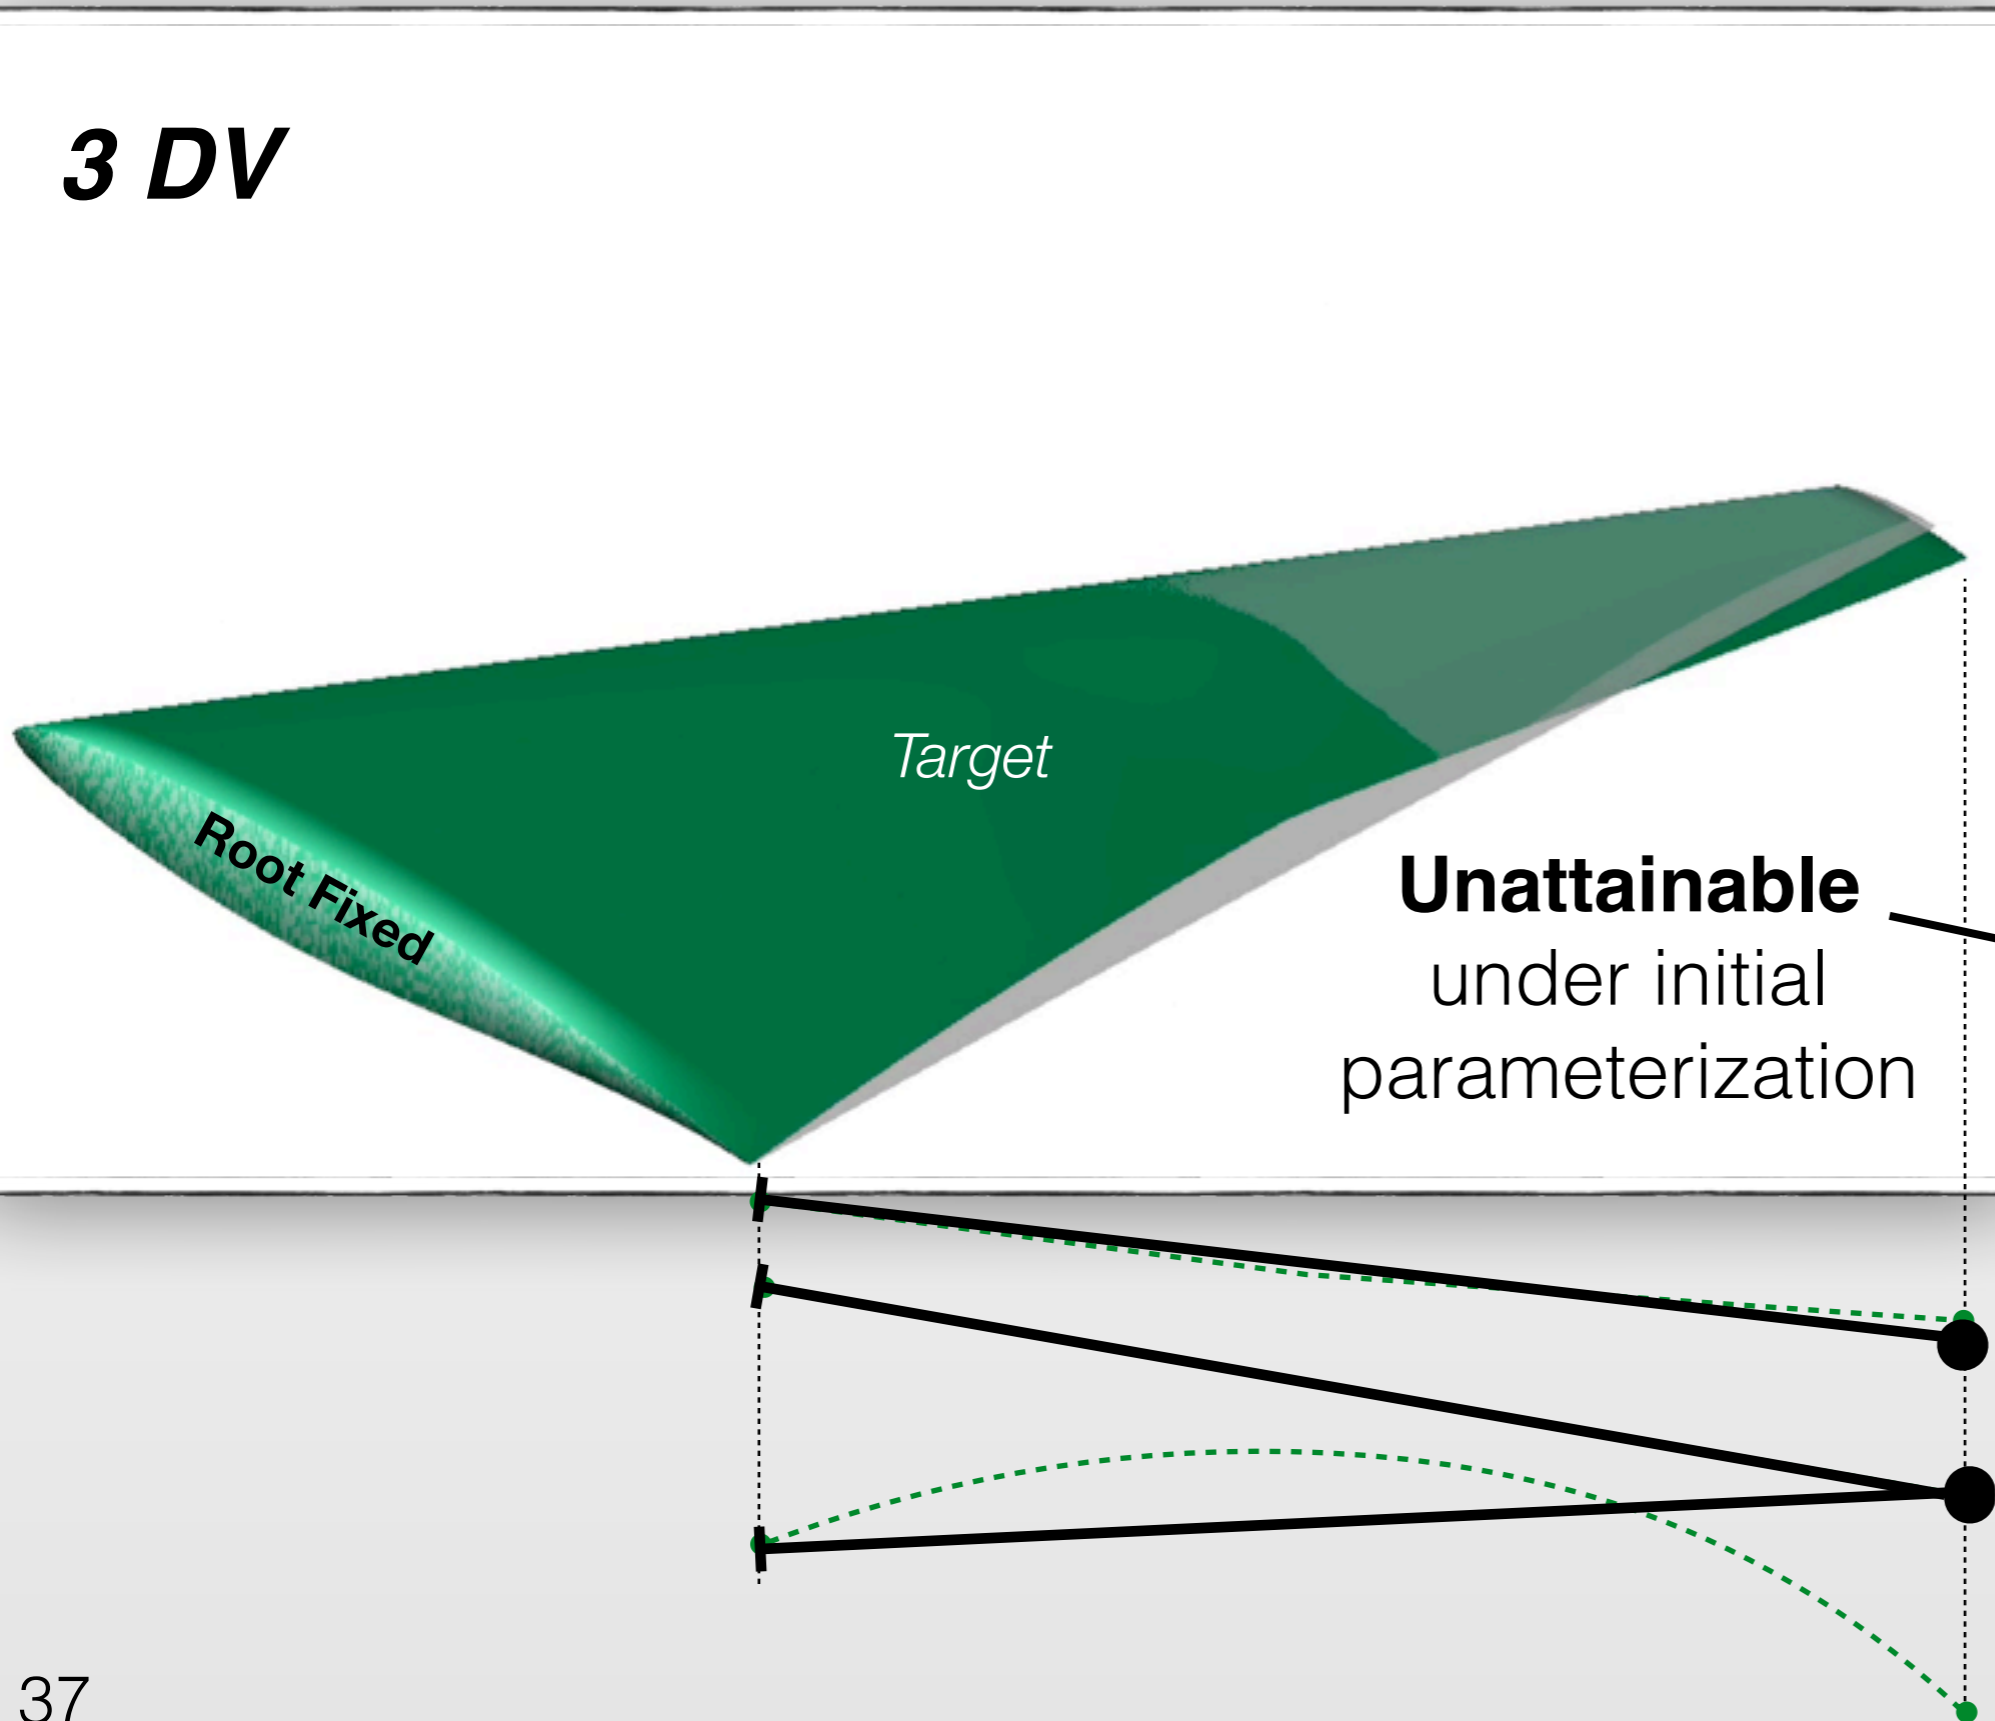 3 DV
Target
Root Fixed
Unattainable
under initial
parameterization
37